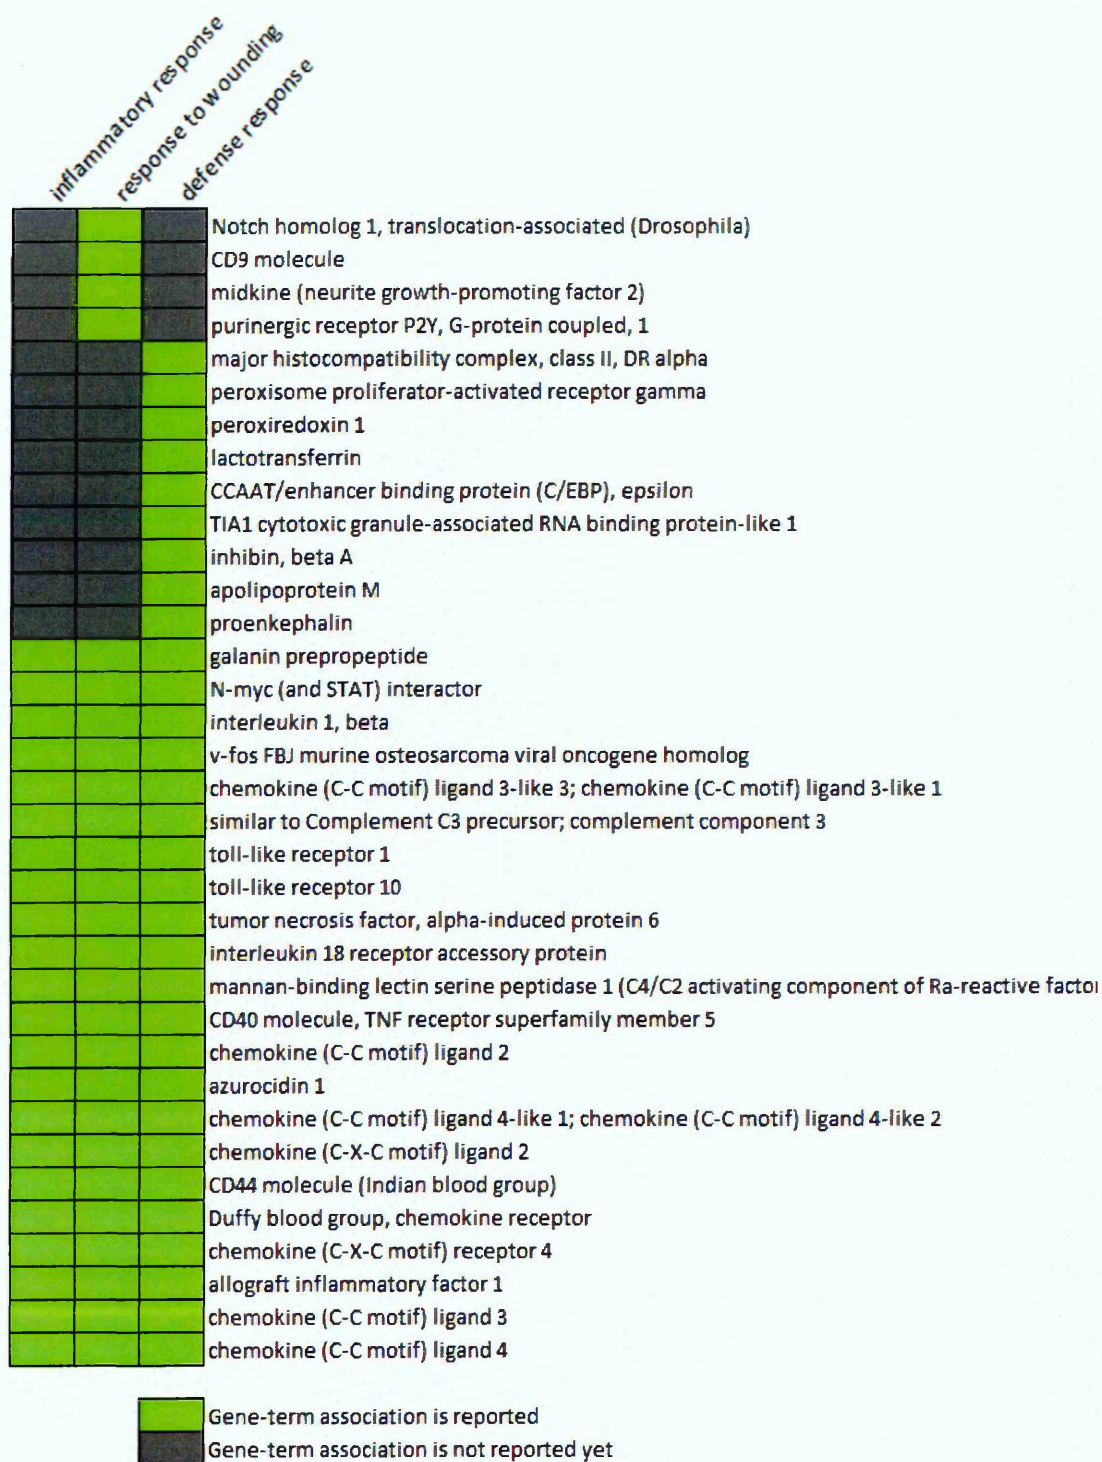 inflammatory response
response to wounding
defense response
Notch homolog 1, translocation-associated (Drosophila)
CD9 molecule
midkine (neurite growth-promoting factor 2)
purinergic receptor P2Y, G-protein coupled, 1
major histocompatibility complex, class II, DR alpha
peroxisome proliferator-activated receptor gamma
peroxiredoxin 1
lactotransferrin
CCAAT/enhancer binding protein (C/EBP), epsilon
TIA1 cytotoxic granule-associated RNA binding protein-like 1
inhibin, beta A
apolipoprotein M
proenkephalin
galanin prepropeptide
N-myc (and STAT) interactor
interleukin 1, beta
v-fos FBJ murine osteosarcoma viral oncogene homolog
chemokine (C-C motif) ligand 3-like 3; chemokine (C-C motif) ligand 3-like 1
similar to Complement C3 precursor; complement component 3
toll-like receptor 1
toll-like receptor 10
tumor necrosis factor, alpha-induced protein 6
interleukin 18 receptor accessory protein
mannan-binding lectin serine peptidase 1 (C4/C2 activating component of Ra-reactive factor
CD40 molecule, TNF receptor superfamily member 5
chemokine (C-C motif) ligand 2
azurocidin 1
chemokine (C-C motif) ligand 4-like 1; chemokine (C-C motif) ligand 4-like 2
chemokine (C-X-C motif) ligand 2
CD44 molecule (Indian blood group)
Duffy blood group, chemokine receptor
chemokine (C-X-C motif) receptor 4
allograft inflammatory factor 1
chemokine (C-C motif) ligand 3
chemokine (C-C motif) ligand 4
Gene-term association is reported
Gene-term association is not reported yet